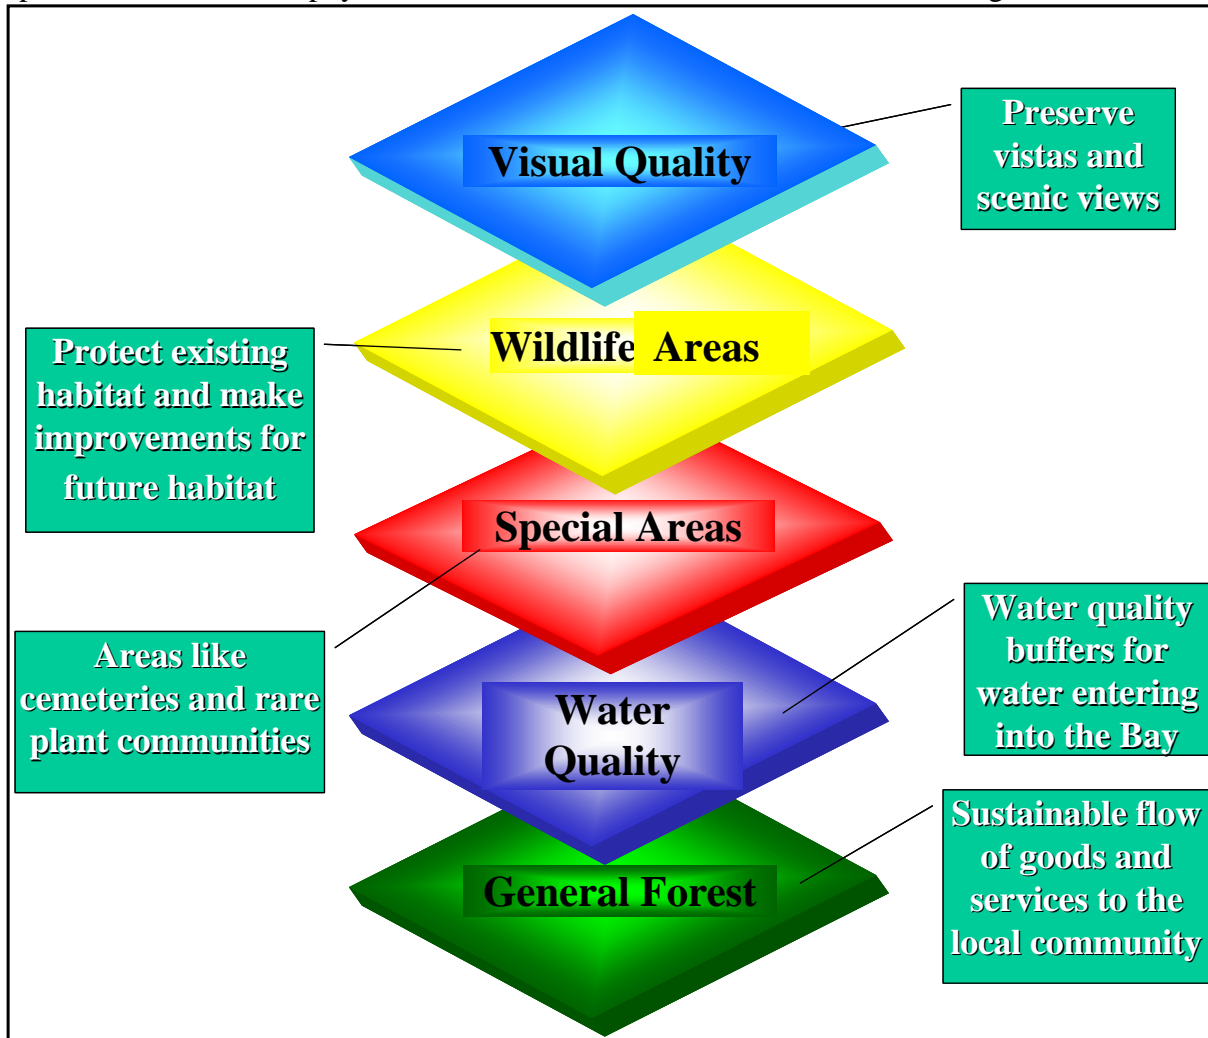 Visual Quality
Preserve
vistas and
scenic views
Wildlife Areas
Protect existing
habitat and make
improvements for
future habitat
Special Areas
Areas like
cemeteries and rare
plant communities
Water
Quality
Water quality
buffers for
water entering
into the Bay
General Forest
Sustainable flow
of goods and
services to the
local community